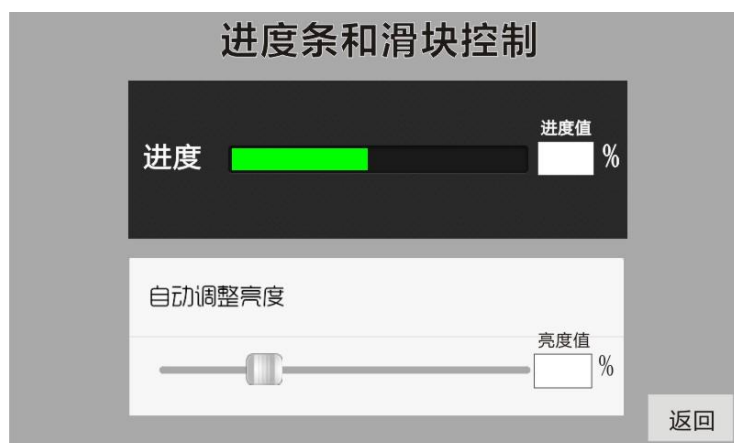 进度条和滑块控制
进度值
进度 %
自动调整亮度
亮度值
%
返回